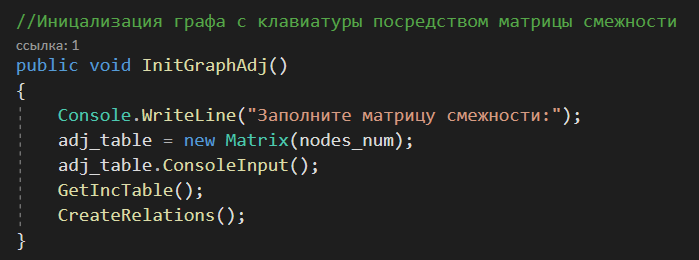 //Иницализация графа с клавиатуры посредством матрицы смежности
ссылка: 1
public void InitGraphAdj()
{
Console.WriteLine("Заполните матрицу смежности:");
adj_table = new Matrix(nodes_num);
adj_table.ConsoleInput();
GetIncTable();
CreateRelations();
}